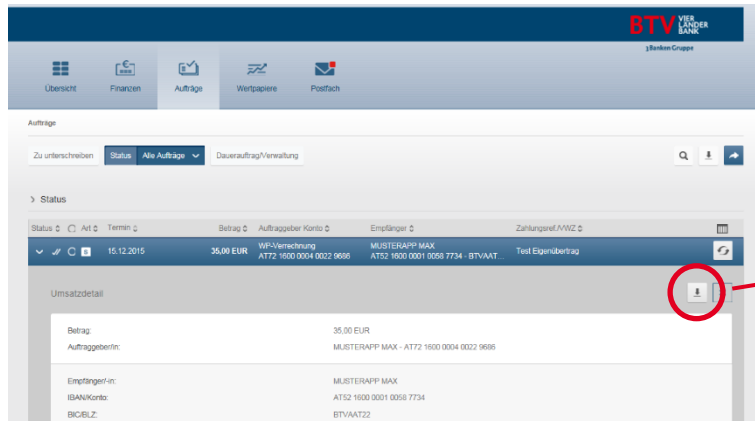 BTV VIER LÄNDER BANK
3 Banken Gruppe
Übersicht Finanzen Aufträge Wertpapiere Postfach
Aufträge
Zu unterschreiben Status Alle Aufträge Dauerauftrag/Verwaltung
Status
Status Art Termin Betrag Auftraggeber Konto Empfänger Zahlungsref./VWZ
15.12.2015 35,00 EUR WP-Verrechnung MUSTERAPP MAX Test Eigenübertrag
AT72 1600 0004 0022 9686 AT52 1600 0001 0058 7734 - BTVAAT...
Umsatzdetail
Betrag: 35,00 EUR
Auftraggeber/in: MUSTERAPP MAX - AT72 1600 0004 0022 9686
Empfänger/-in: MUSTERAPP MAX
IBAN/Konto: AT52 1600 0001 0058 7734
BIC/BLZ: BTVAAT22